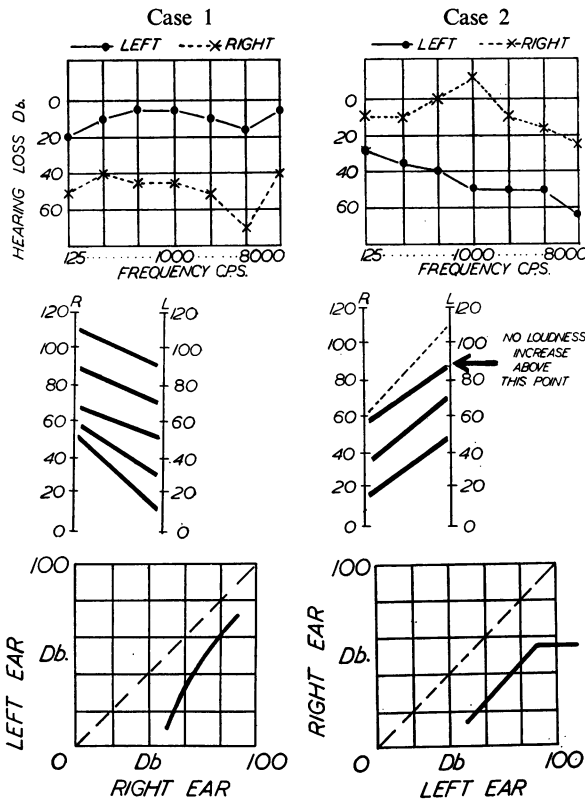 Case 1
LEFT RIGHT
HEARING LOSS Db.
0
20
40
60
125 1000 8000
FREQUENCY C.P.S.
R L
120 120
100 100
80 80
60 60
40 40
20 20
0 0
100
LEFT EAR Db.
0 Db 100
RIGHT EAR
Case 2
LEFT RIGHT
0
20
40
60
125 1000 8000
FREQUENCY C.P.S.
R L
120 120
100 100
80 80
60 60
40 40
20 20
0 0
NO LOUDNESS
INCREASE
ABOVE
THIS POINT
100
RIGHT EAR Db.
0 Db 100
LEFT EAR